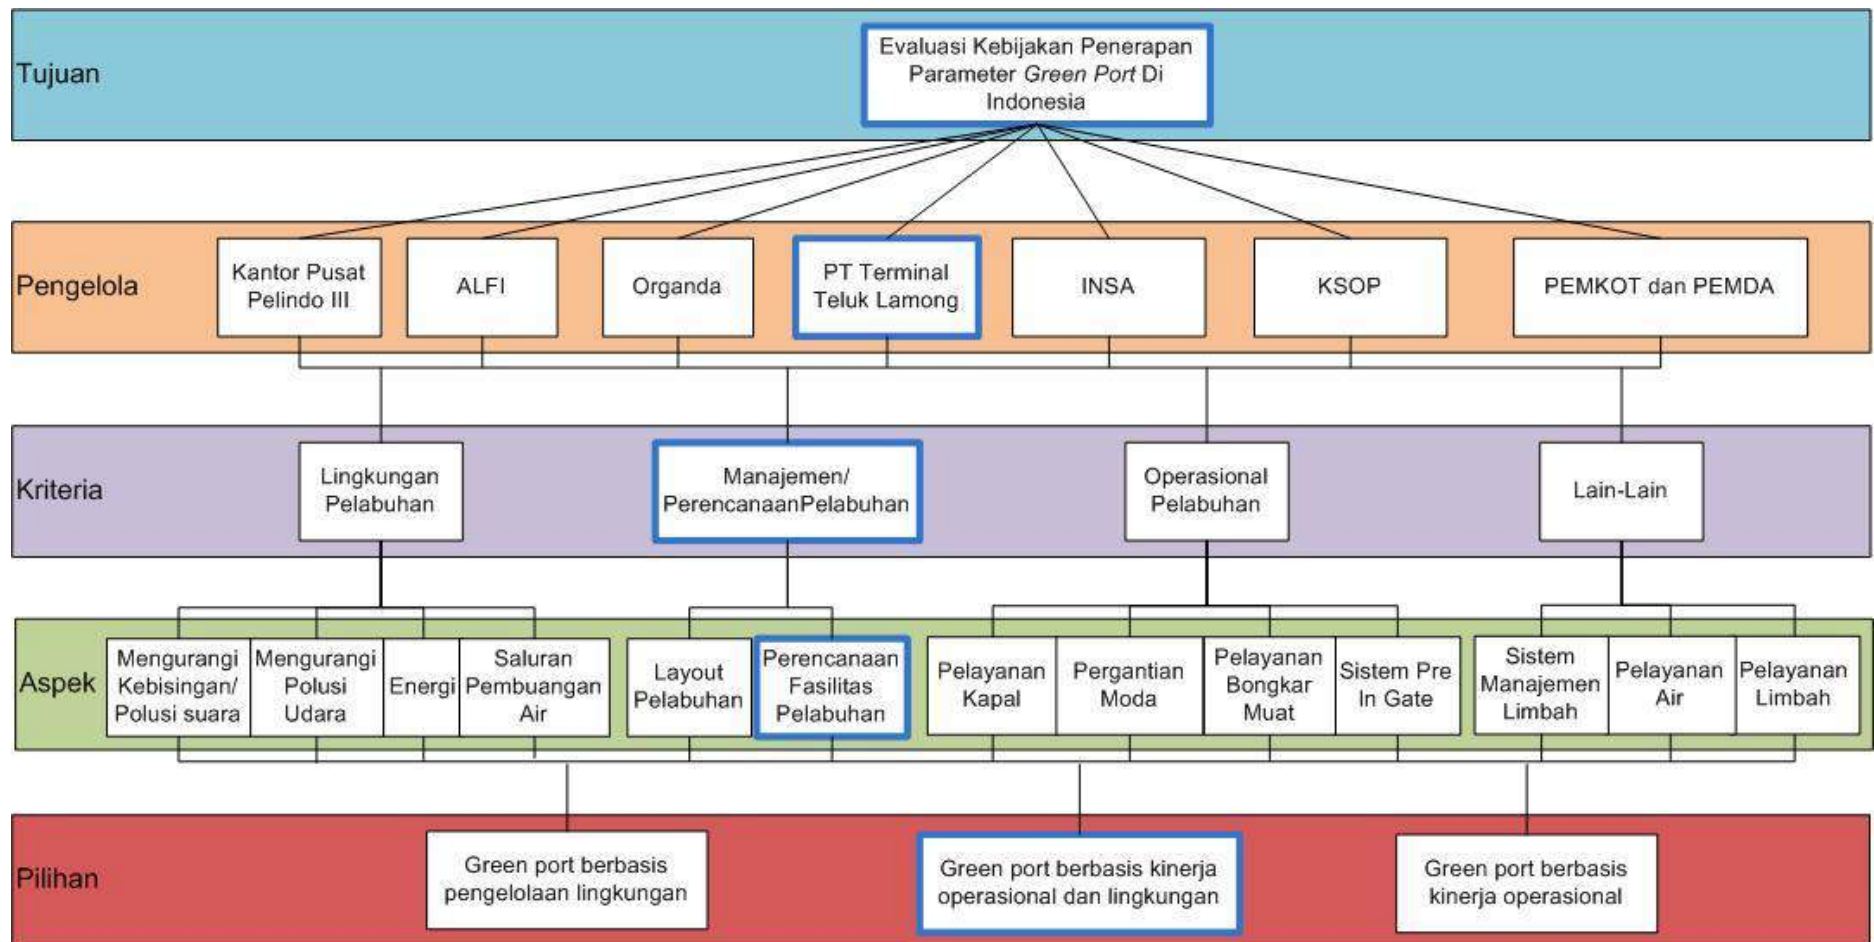 Tujuan
Evaluasi Kebijakan Penerapan
Parameter Green Port Di
Indonesia
Pengelola
Kantor Pusat
Pelindo III
ALFI
Organda
PT Terminal
Teluk Lamong
INSA
KSOP
PEMKOT dan PEMDA
Kriteria
Lingkungan
Pelabuhan
Manajemen/
PerencanaanPelabuhan
Operasional
Pelabuhan
Lain-Lain
Aspek
Mengurangi
Kebisingan/
Polusi suara
Mengurangi
Polusi
Udara
Energi
Saluran
Pembuangan
Air
Layout
Pelabuhan
Perencanaan
Fasilitas
Pelabuhan
Pelayanan
Kapal
Pergantian
Moda
Pelayanan
Bongkar
Muat
Sistem Pre
In Gate
Sistem
Manajemen
Limbah
Pelayanan
Air
Pelayanan
Limbah
Pilihan
Green port berbasis
pengelolaan lingkungan
Green port berbasis kinerja
operasional dan lingkungan
Green port berbasis
kinerja operasional